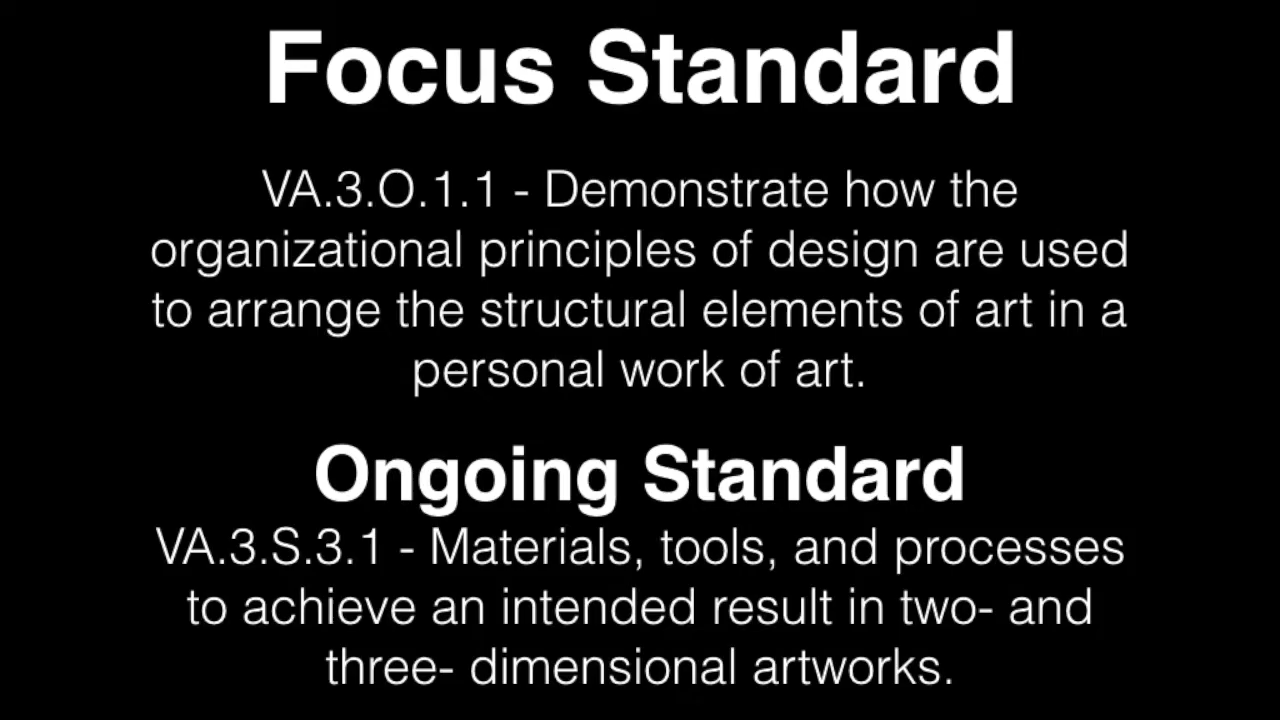 Focus Standard
VA.3.O.1.1 - Demonstrate how the
organizational principles of design are used
to arrange the structural elements of art in a
personal work of art.
Ongoing Standard
VA.3.S.3.1 - Materials, tools, and processes
to achieve an intended result in two- and
three- dimensional artworks.